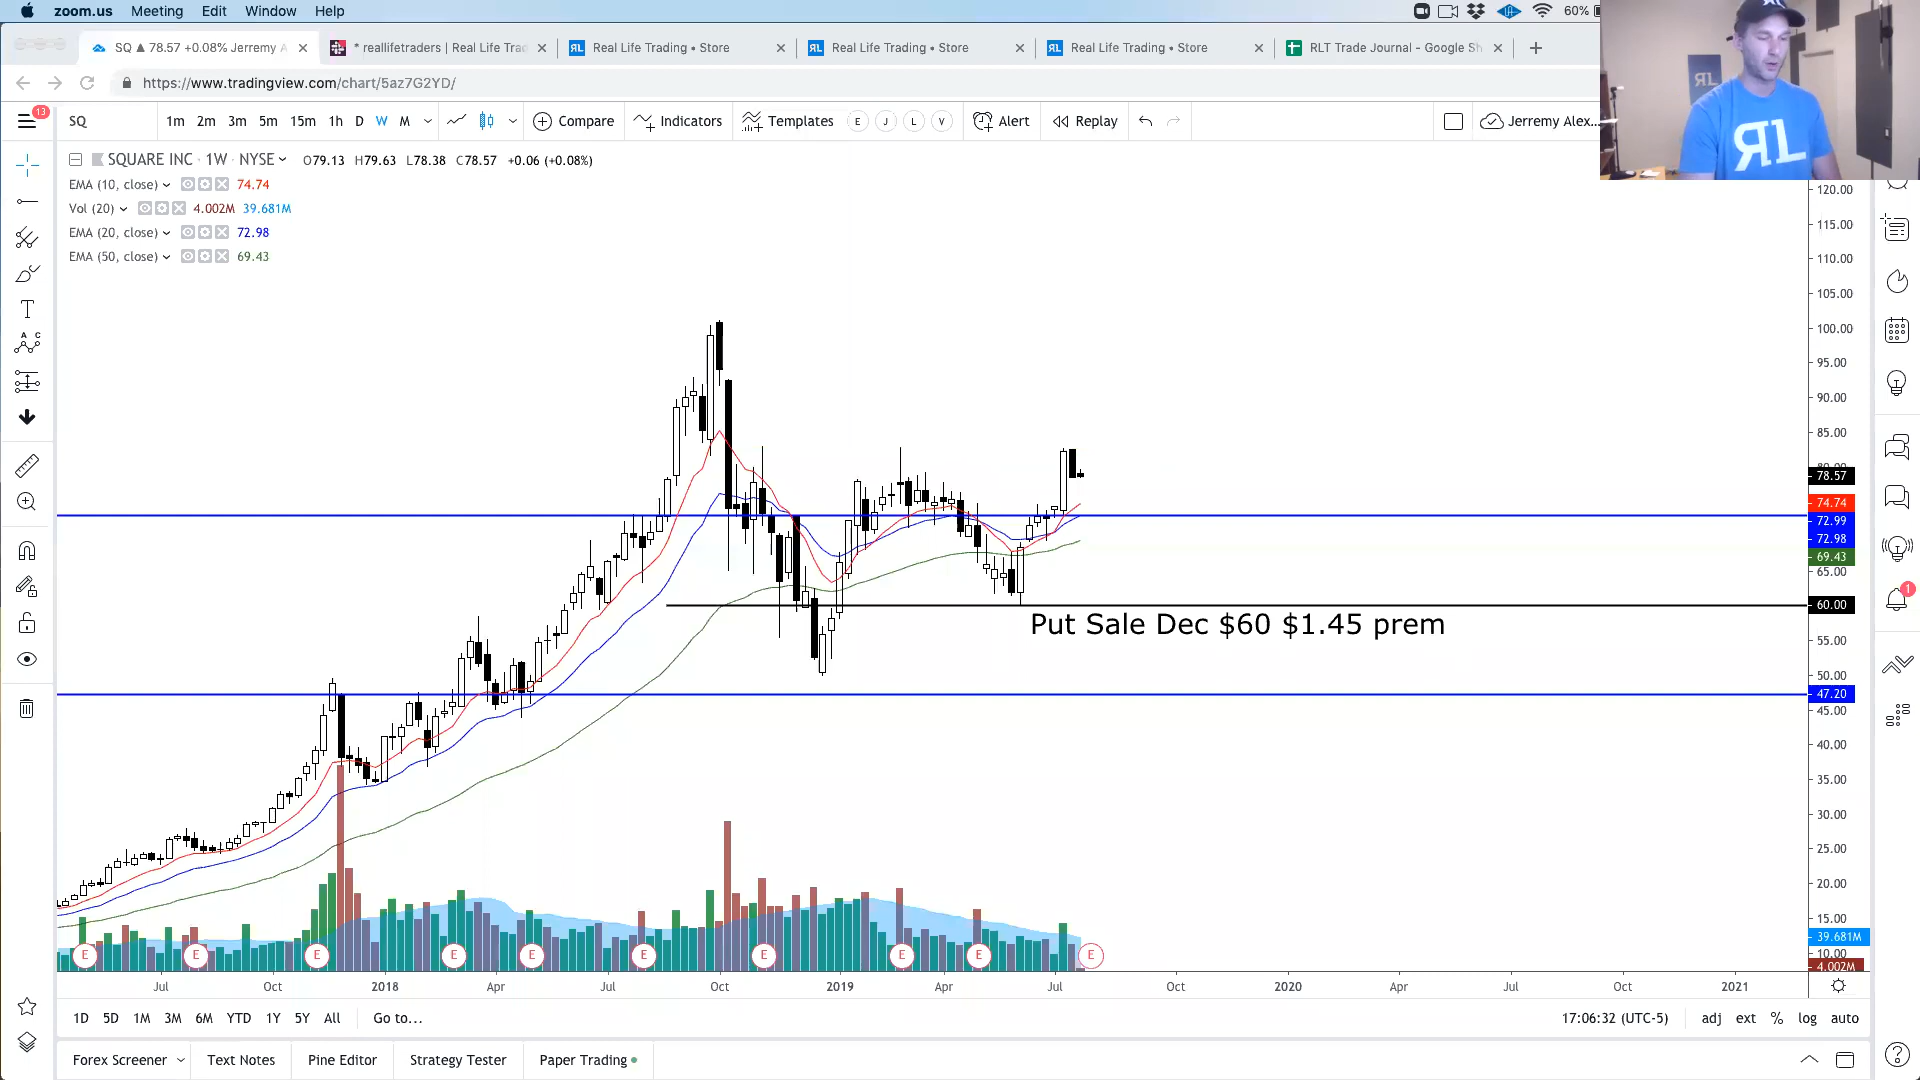 zoom.us Meeting Edit Window Help 60%
SQ ▲ 78.57 +0.08% Jerremy A * reallifetraders | Real Life Trad Real Life Trading • Store Real Life Trading • Store Real Life Trading • Store RLT Trade Journal - Google Sh
https://www.tradingview.com/chart/5az7G2YD/
13
SQ 1m 2m 3m 5m 15m 1h D W M Compare Indicators Templates E J L V Alert Replay Jerremy Alex...
SQUARE INC · 1W · NYSE O79.13 H79.63 L78.38 C78.57 +0.06 (+0.08%)
EMA (10, close) 74.74
Vol (20) 4.002M 39.681M
EMA (20, close) 72.98
EMA (50, close) 69.43
120.00
115.00
110.00
105.00
100.00
95.00
90.00
85.00
80.00
78.57
74.74
72.99
72.98
69.43
65.00
60.00
Put Sale Dec $60 $1.45 prem
55.00
50.00
47.20
45.00
40.00
35.00
30.00
25.00
20.00
15.00
39.681M
10.00
4.002M
E E E E E E E E E E
Jul Oct 2018 Apr Jul Oct 2019 Apr Jul Oct 2020 Apr Jul Oct 2021
1D 5D 1M 3M 6M YTD 1Y 5Y All Go to... 17:06:32 (UTC-5) adj ext % log auto
Forex Screener Text Notes Pine Editor Strategy Tester Paper Trading
1